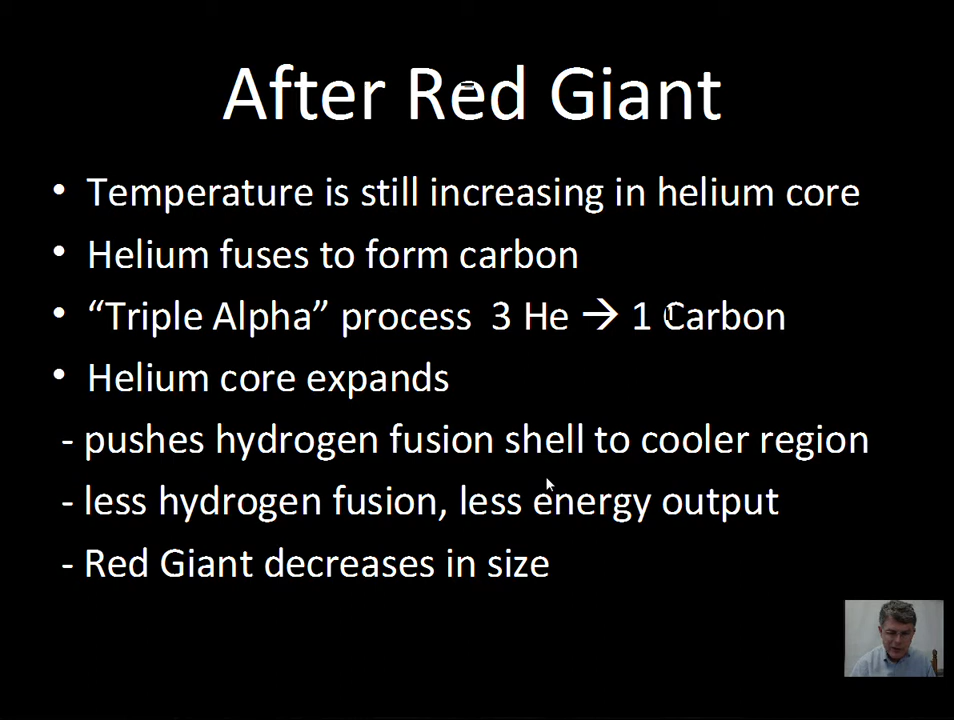 After Red Giant
• Temperature is still increasing in helium core
• Helium fuses to form carbon
• “Triple Alpha” process 3 He → 1 Carbon
• Helium core expands
- pushes hydrogen fusion shell to cooler region
- less hydrogen fusion, less energy output
- Red Giant decreases in size